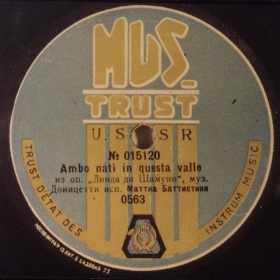 MUS
TRUST
U.S.S.R
№ 015120
Ambo nati in questa valle
из оп. „Линда ди Шамуни“, муз.
Доницетти исп. Маттиа Баттистини
0563
TRUST D'ETAT DES INSTRUM MUSIC